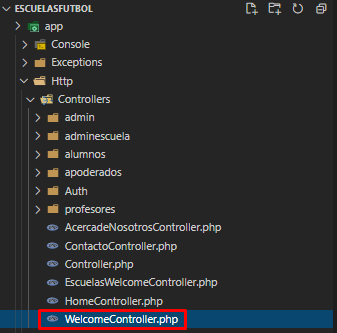 ESCUELASFUTBOL
app
Console
Exceptions
Http
Controllers
admin
adminescuela
alumnos
apoderados
Auth
profesores
AcercadeNosotrosController.php
ContactoController.php
Controller.php
EscuelasWelcomeController.php
HomeController.php
WelcomeController.php